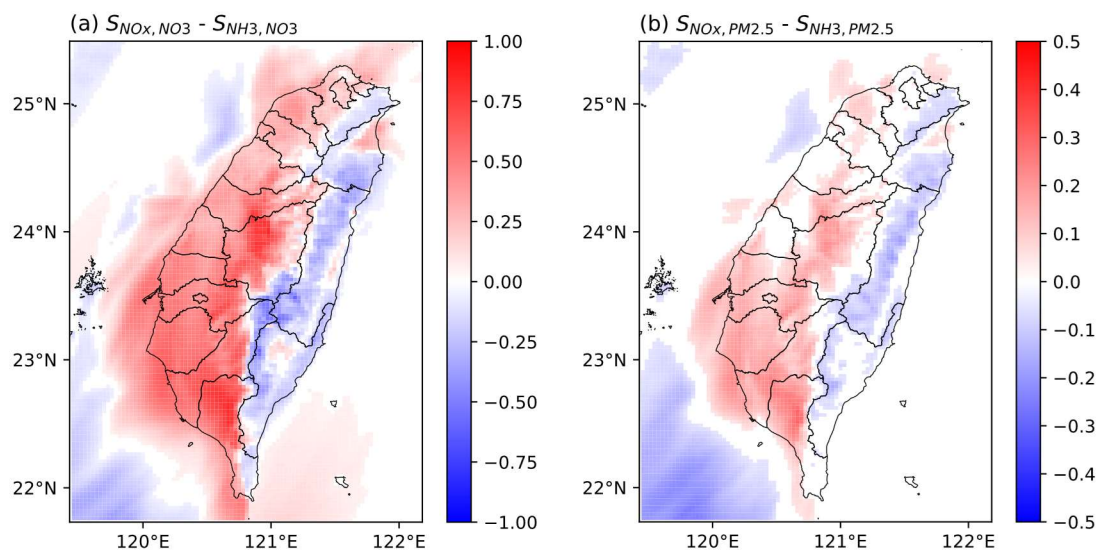 (a) S_NOx, NO3 - S_NH3, NO3
25°N
24°N
23°N
22°N
120°E
121°E
122°E
1.00
0.75
0.50
0.25
0.00
−0.25
−0.50
−0.75
−1.00
(b) S_NOx, PM2.5 - S_NH3, PM2.5
25°N
24°N
23°N
22°N
120°E
121°E
122°E
0.5
0.4
0.3
0.2
0.1
0.0
−0.1
−0.2
−0.3
−0.4
−0.5